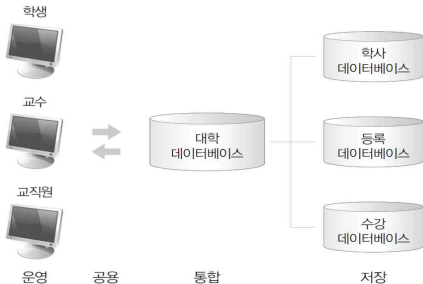 학생
교수
교직원
대학
데이터베이스
학사
데이터베이스
등록
데이터베이스
수강
데이터베이스
운영 공용 통합 저장